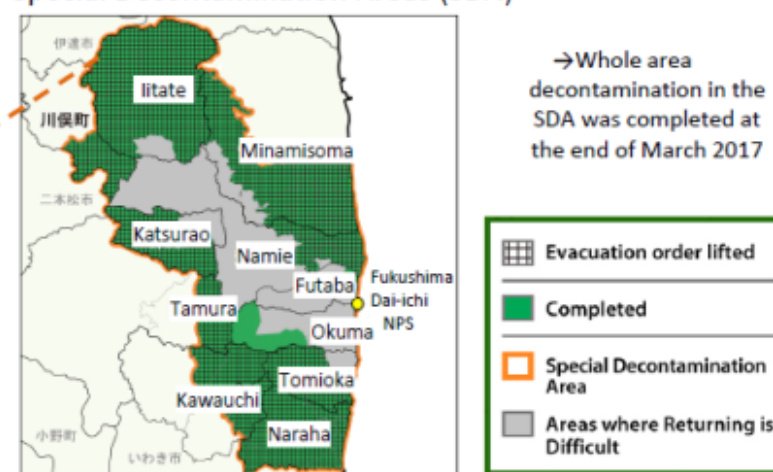 伊達市
Iitate
川俣町
Minamisoma
二本松市
Katsurao
Namie
Futaba
Fukushima
Dai-ichi
NPS
Tamura
Okuma
Tomioka
Kawauchi
Naraha
小野町
いわき市
→Whole area
decontamination in the
SDA was completed at
the end of March 2017
Evacuation order lifted
Completed
Special Decontamination
Area
Areas where Returning is
Difficult